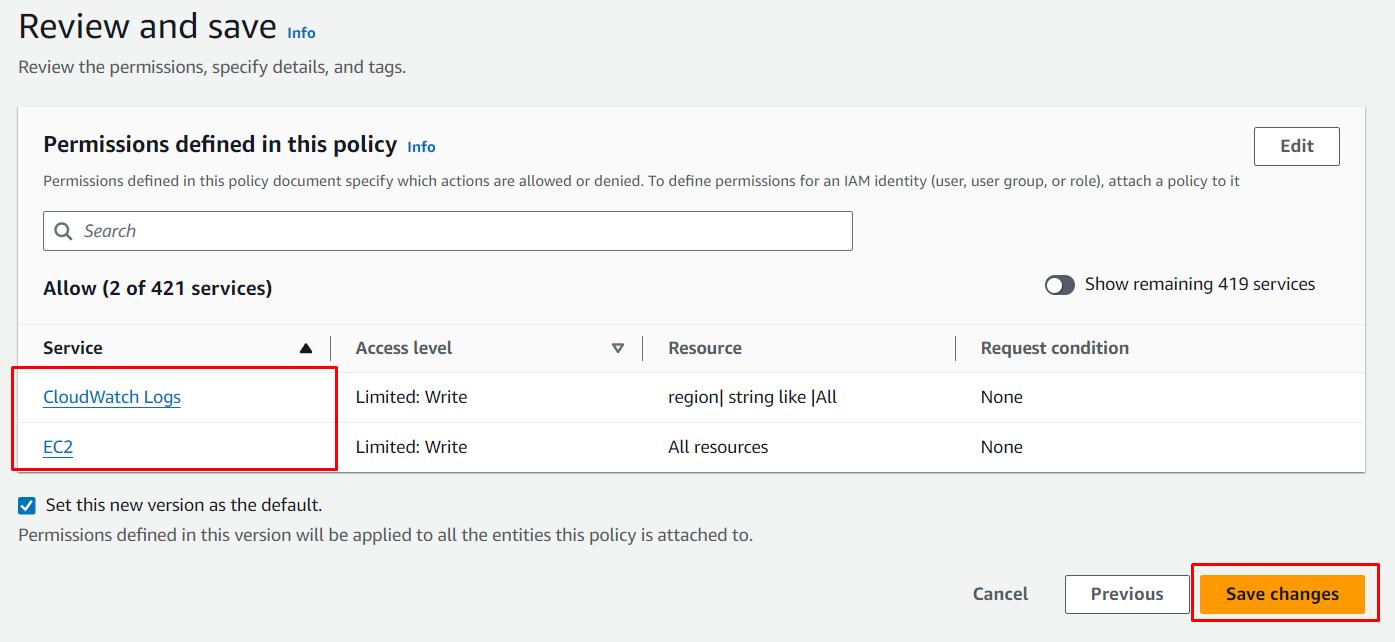 Review and save Info
Review the permissions, specify details, and tags.
Permissions defined in this policy Info
Edit
Permissions defined in this policy document specify which actions are allowed or denied. To define permissions for an IAM identity (user, user group, or role), attach a policy to it
Search
Allow (2 of 421 services)
Show remaining 419 services
Service Access level Resource Request condition
CloudWatch Logs Limited: Write region| string like |All None
EC2 Limited: Write All resources None
Set this new version as the default.
Permissions defined in this version will be applied to all the entities this policy is attached to.
Cancel Previous Save changes